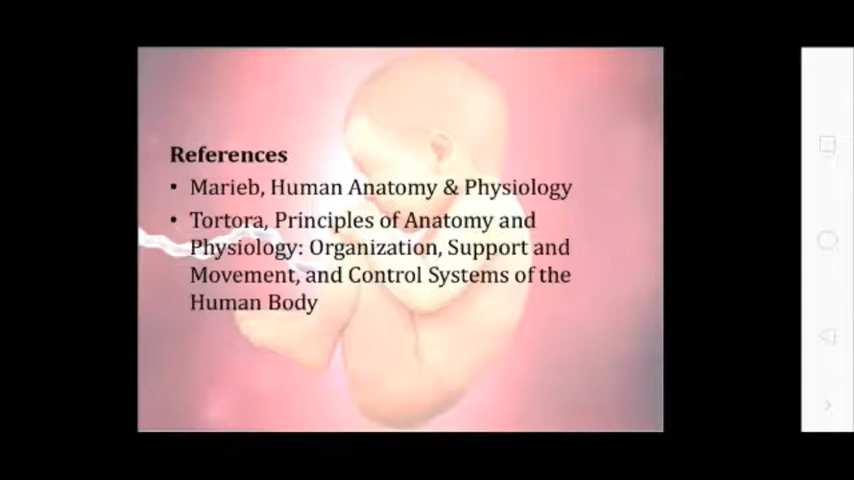 References
• Marieb, Human Anatomy & Physiology
• Tortora, Principles of Anatomy and
Physiology: Organization, Support and
Movement, and Control Systems of the
Human Body